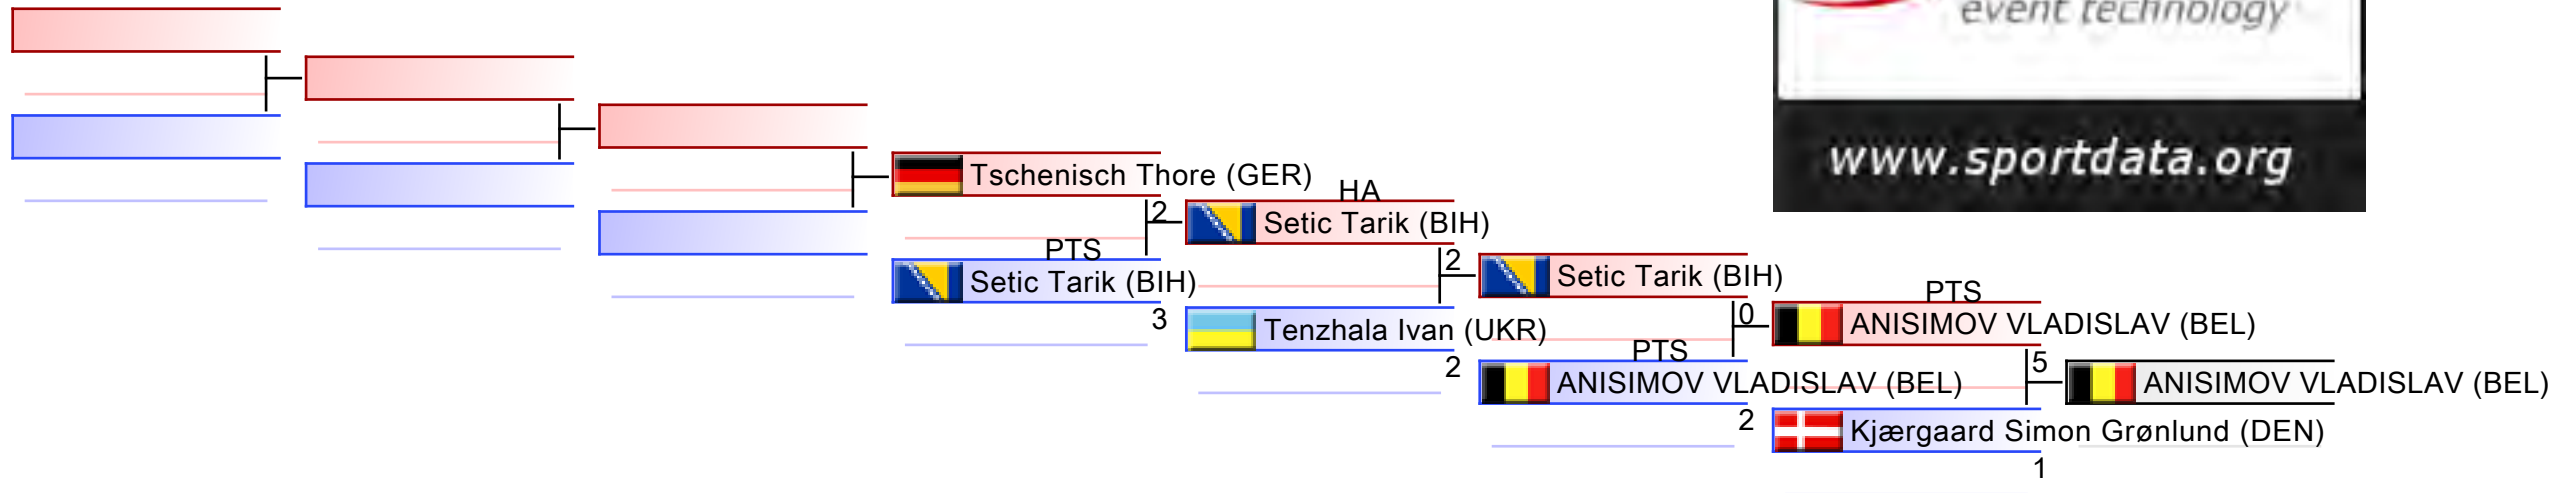 event technology
www.sportdata.org
Tschenisch Thore (GER)
2
PTS
Setic Tarik (BIH)
3
HA
Setic Tarik (BIH)
2
Tenzhala Ivan (UKR)
2
Setic Tarik (BIH)
0
PTS
ANISIMOV VLADISLAV (BEL)
2
PTS
ANISIMOV VLADISLAV (BEL)
5
Kjærgaard Simon Grønlund (DEN)
1
ANISIMOV VLADISLAV (BEL)